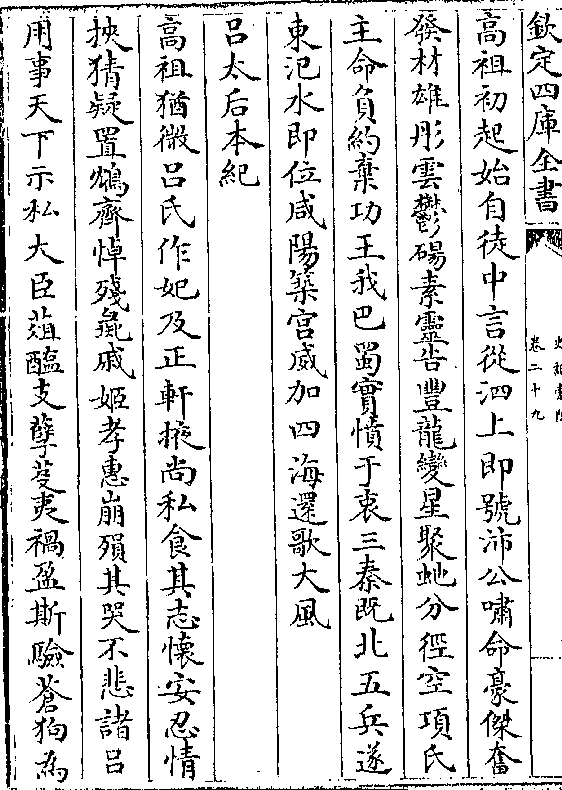 欽定四庫全書
史記索隱
卷二十九
高祖初起始自徒中言從泗上即號沛公嘯命豪傑奮
發材雄彤雲鬱碭素靈告豐龍變星聚虵分徑空項氏
主命負約棄功王我巴蜀實憤于衷三秦既北五兵遂
東汜水即位咸陽築宮威加四海還歌大風
呂太后本紀
高祖猶微呂氏作妃及正軒掖尚私食其志懷安忍情
挾猜疑置鴆齊悼殘彘戚姬孝惠崩殞其哭不悲諸呂
用事天下示私大臣葅醢支孽芟夷禍盈斯驗蒼狗為